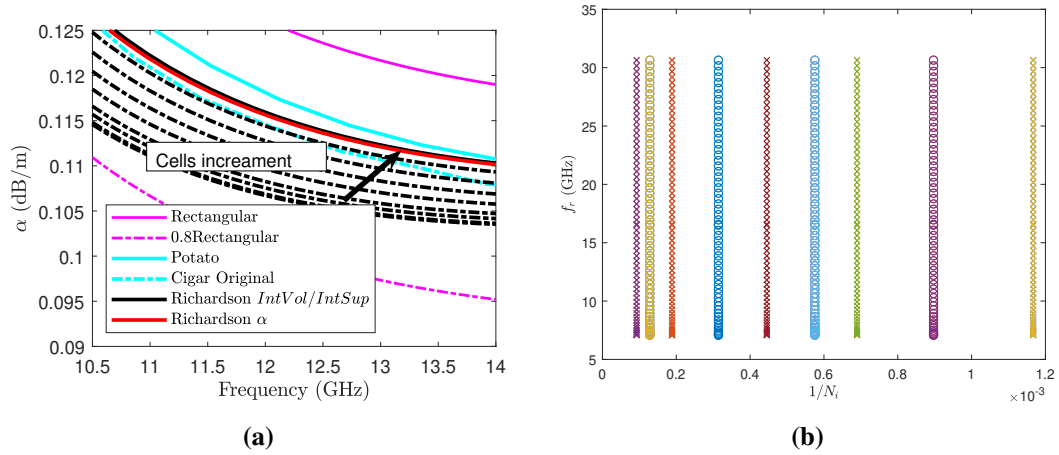 0.125
0.12
0.115
0.11
0.105
0.1
0.095
0.09
α (dB/m)
Cells increament
Rectangular
0.8Rectangular
Potato
Cigar Original
Richardson IntVol/IntSup
Richardson α
10.5 11 11.5 12 12.5 13 13.5 14
Frequency (GHz)
(a)
35
30
25
20
15
10
5
f_r (GHz)
0 0.2 0.4 0.6 0.8 1 1.2
1/N_i
×10⁻³
(b)